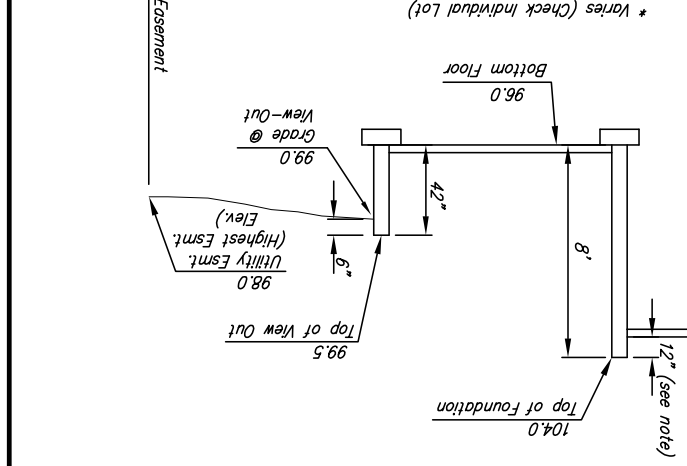 104.0
Top of Foundation
12" (see note)
99.5
Top of View Out
98.0
Utility Esmt.
(Highest Esmt.
Elev.)
6"
8'
42"
99.0
Grade @
View-Out
96.0
Bottom Floor
Easement
* Varies (Check Individual Lot)